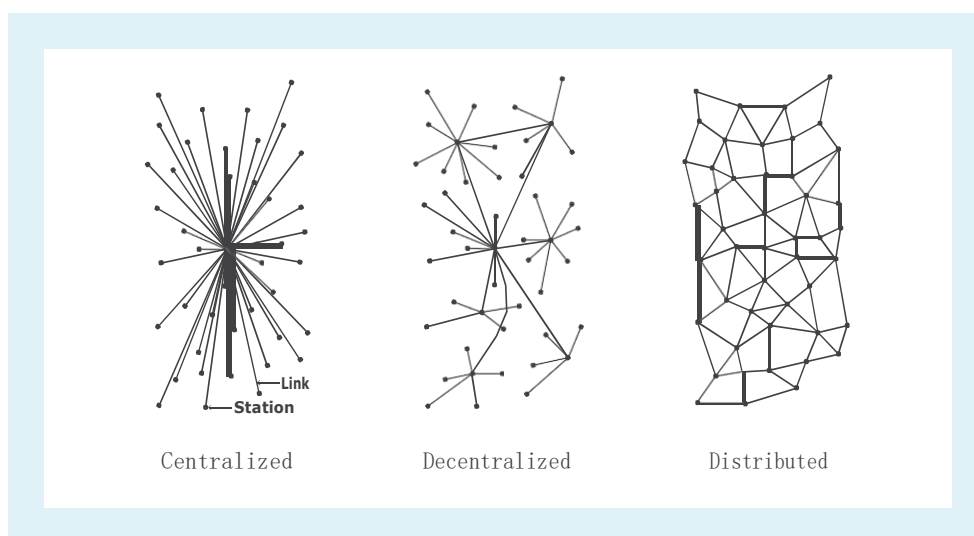 Link
Station
Centralized
Decentralized
Distributed